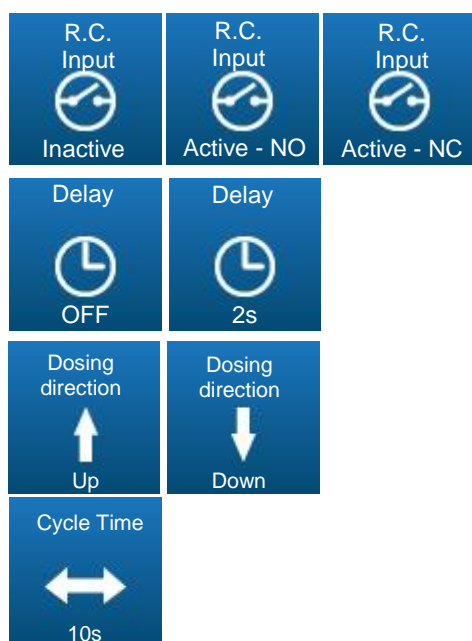 R.C.
Input
Inactive
R.C.
Input
Active - NO
R.C.
Input
Active - NC
Delay
OFF
Delay
2s
Dosing
direction
Up
Dosing
direction
Down
Cycle Time
10s